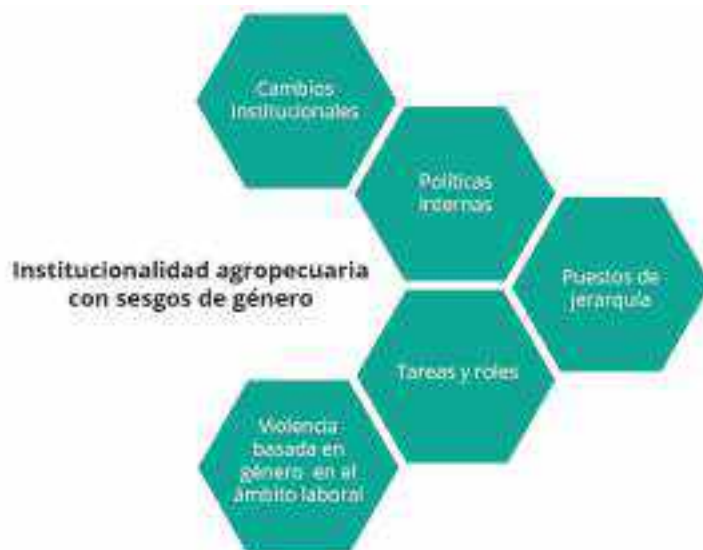 Cambios
institucionales
Políticas
internas
Institucionalidad agropecuaria
con sesgos de género
Puestos de
jerarquía
Tareas y roles
Violencia
basada en
género en el
ámbito laboral